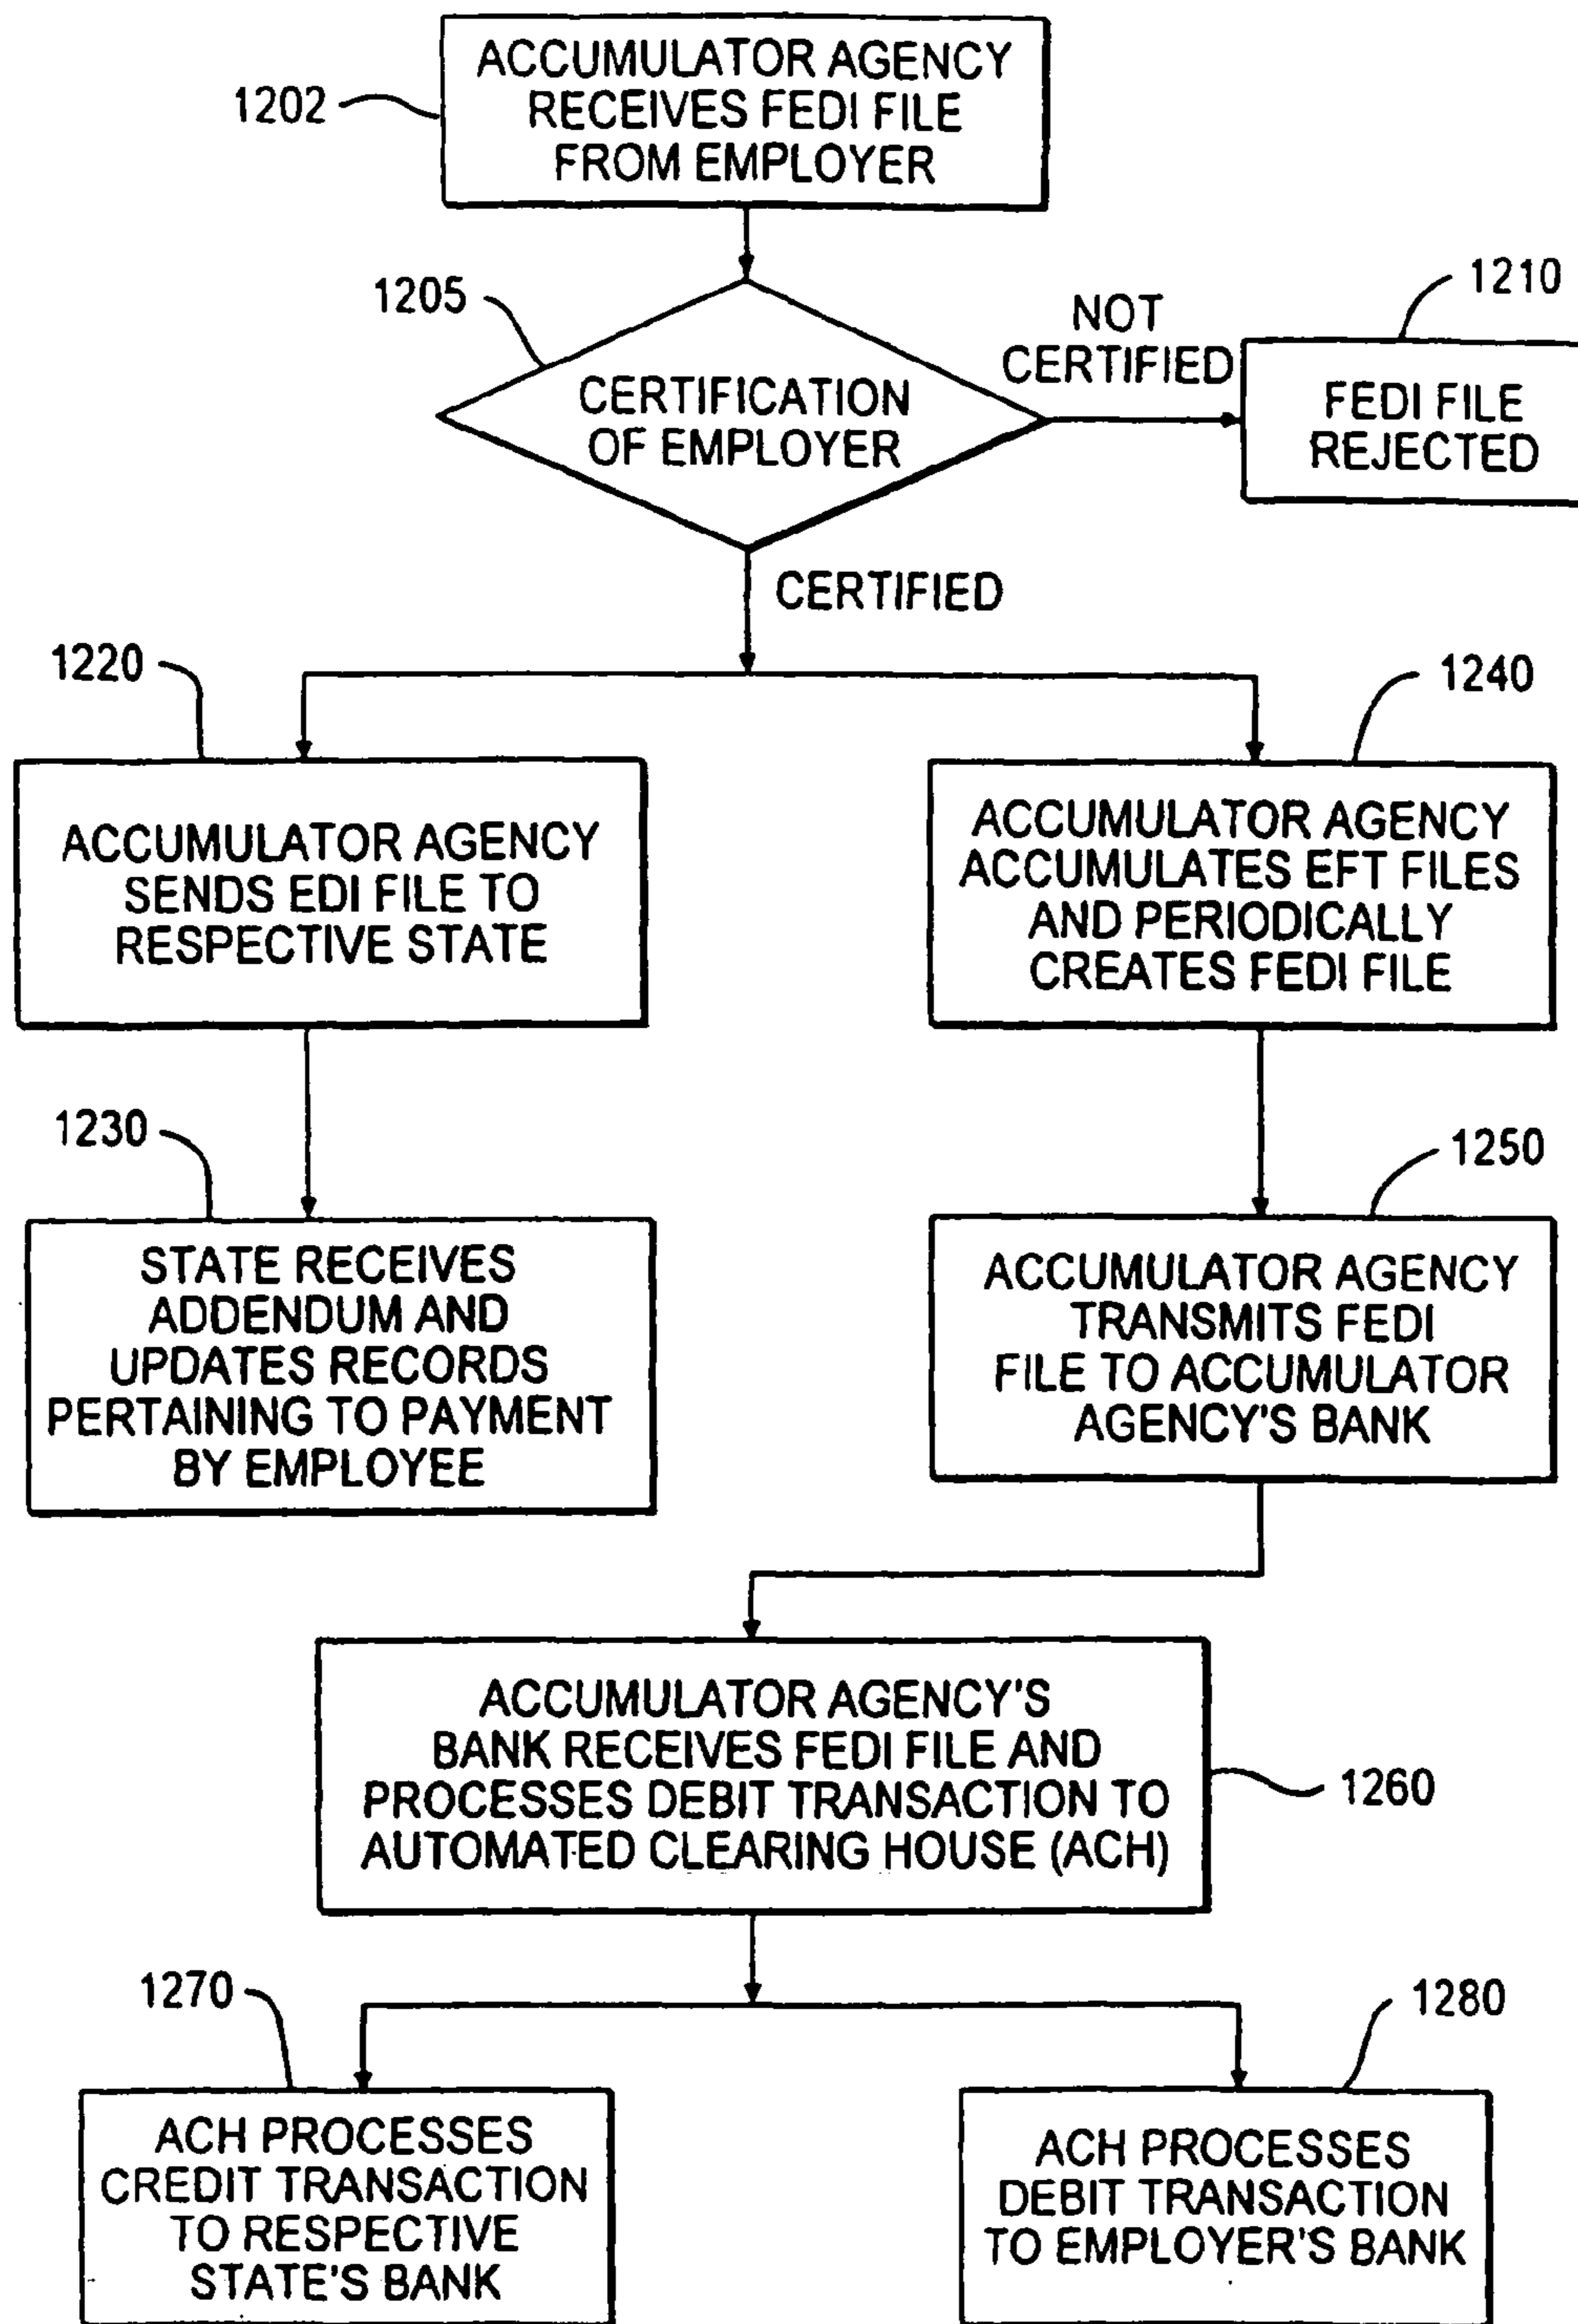 1202
ACCUMULATOR AGENCY
RECEIVES FEDI FILE
FROM EMPLOYER
1205
CERTIFICATION
OF EMPLOYER
NOT
CERTIFIED
1210
FEDI FILE
REJECTED
CERTIFIED
1220
ACCUMULATOR AGENCY
SENDS EDI FILE TO
RESPECTIVE STATE
1240
ACCUMULATOR AGENCY
ACCUMULATES EFT FILES
AND PERIODICALLY
CREATES FEDI FILE
1230
STATE RECEIVES
ADDENDUM AND
UPDATES RECORDS
PERTAINING TO PAYMENT
BY EMPLOYEE
1250
ACCUMULATOR AGENCY
TRANSMITS FEDI
FILE TO ACCUMULATOR
AGENCY'S BANK
ACCUMULATOR AGENCY'S
BANK RECEIVES FEDI FILE AND
PROCESSES DEBIT TRANSACTION TO
AUTOMATED CLEARING HOUSE (ACH)
1260
1270
ACH PROCESSES
CREDIT TRANSACTION
TO RESPECTIVE
STATE'S BANK
1280
ACH PROCESSES
DEBIT TRANSACTION
TO EMPLOYER'S BANK